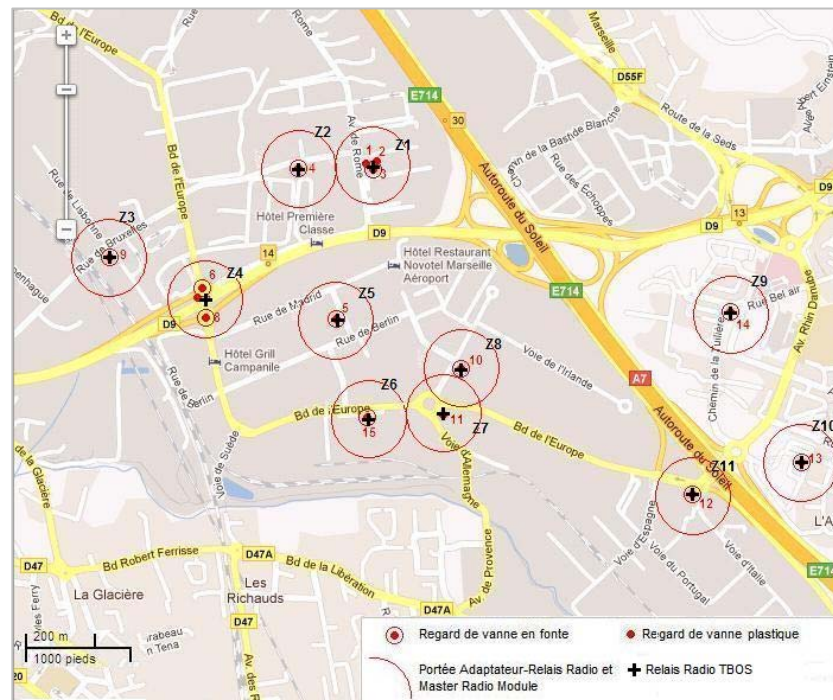 Bd de l'Europe
Marseille
D55F
Albert Einstein
E714
30
Route de la Seds
Chemin de la Bastide Blanche
Rue des Échoppes
Av. de Rome
Z2
4
1 2
Z1
3
Bd de l'Europe
Rue de Lisbonne
Z3
Rue de Bruxelles
9
Hôtel Première
Classe
D9
14
Autoroute du Soleil
D9
13
Hôtel Restaurant
Novotel Marseille
Aéroport
E714
openhague
6
Z4
8
D9
Rue de Madrid
Z5
5
Rue de Berlin
Z9
Rue Bel air
14
Av. Rhin Danube
Chemin de la Tuilière
Hôtel Grill
Campanile
Z8
10
Voie de l'Irlande
A7
Rue de Berlin
Z6
Bd de l'Europe
15
11
Z7
Bd de l'Europe
Autoroute du Soleil
Z10
13
Voie de Suède
Voie d'Allemagne
Z11
12
L'A
de la Glacière
Voie d'Espagne
Voie du Portugal
Voie d'Italie
D47
Bd Robert Ferrisse
D47A
Bd de la Libération
Av. de Provence
E714
La Glacière
Les
Richauds
D47A
D47
Ferry
200 m
1000 pieds
Regard de vanne en fonte
Regard de vanne plastique
Portée Adaptateur-Relais Radio et
Master Radio Module
Relais Radio TBOS